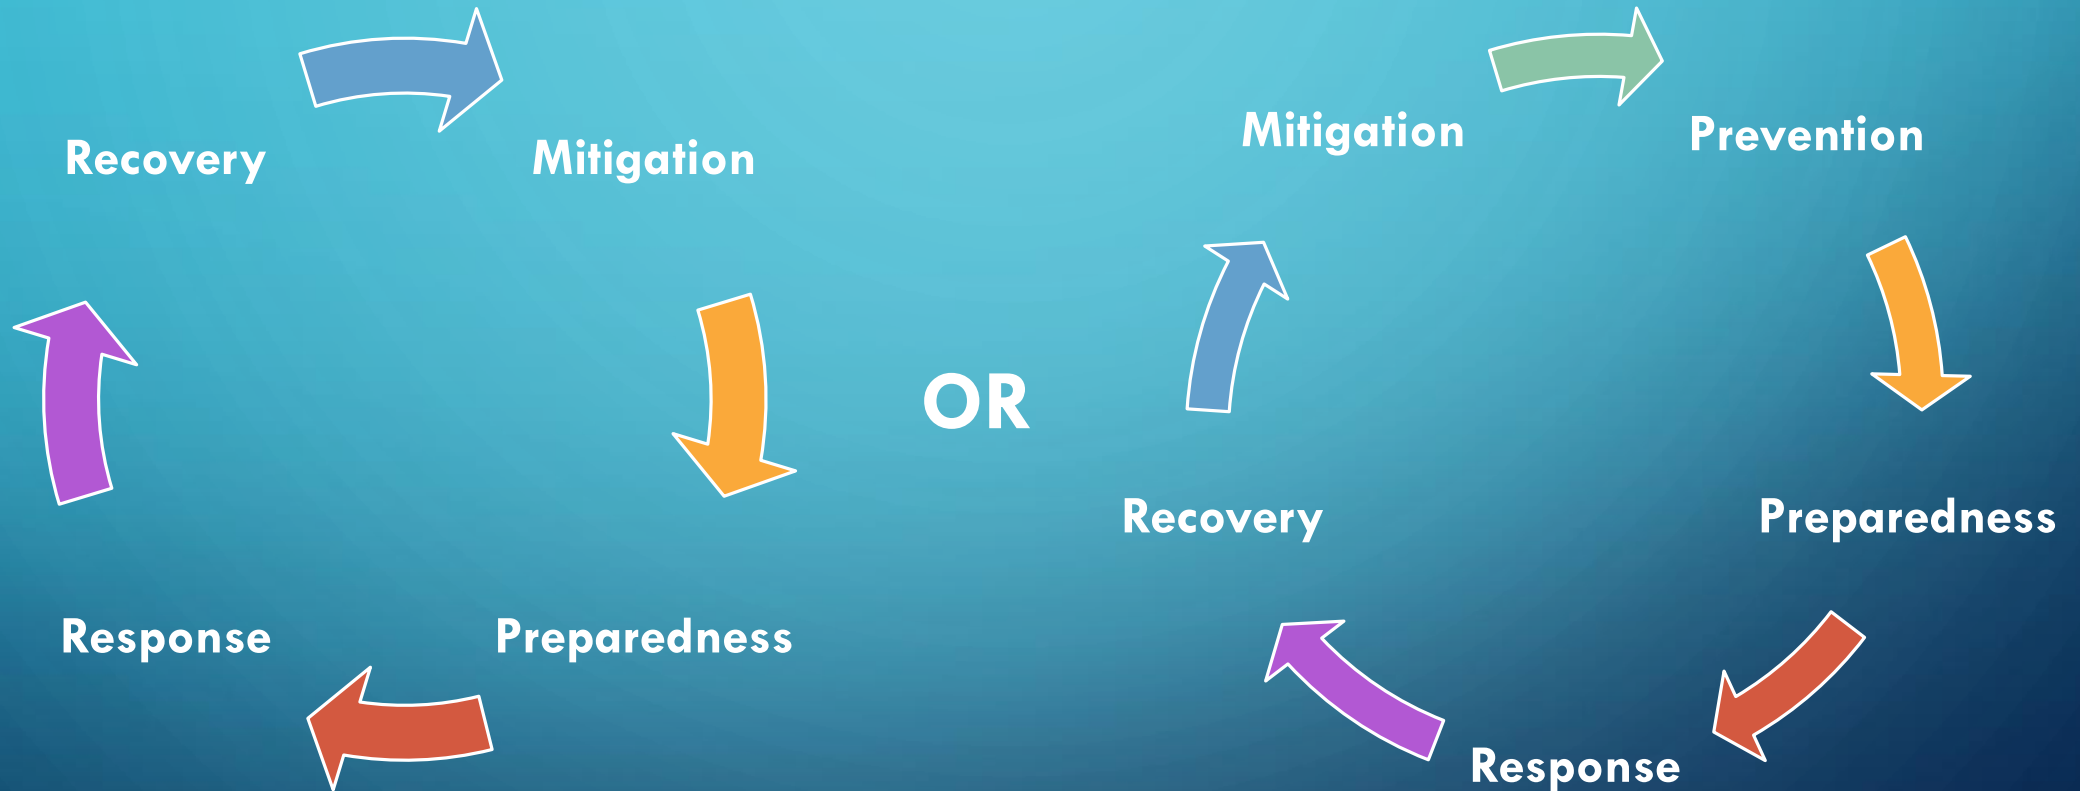 Recovery
Mitigation
Response
Preparedness
OR
Mitigation
Prevention
Recovery
Preparedness
Response